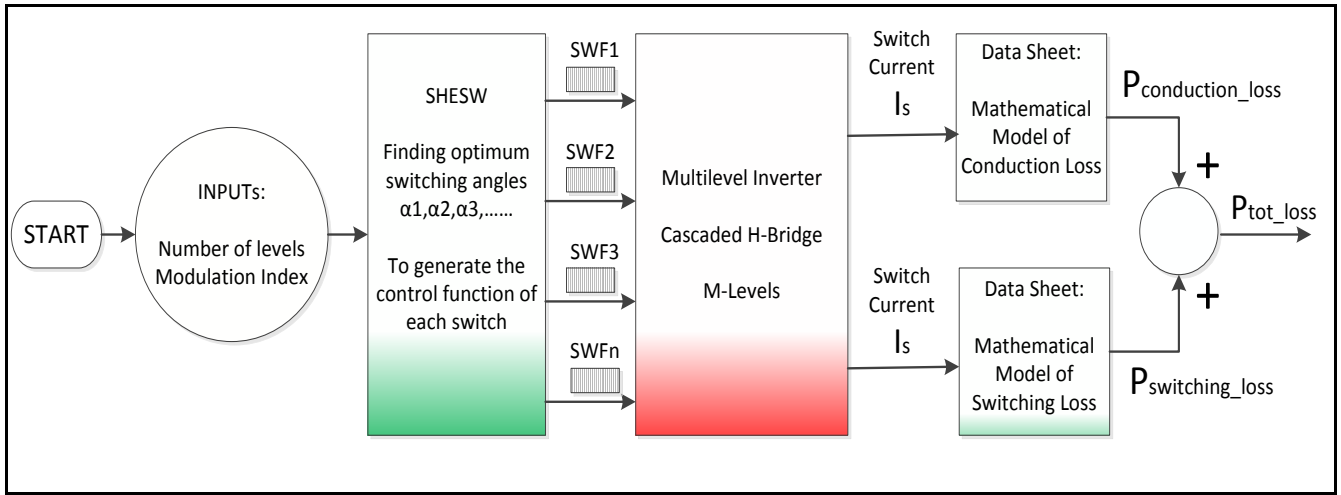 START
INPUTs:
Number of levels
Modulation Index
SHESW
Finding optimum
switching angles
α1,α2,α3,......
To generate the
control function of
each switch
SWF1
SWF2
SWF3
SWFn
Multilevel Inverter
Cascaded H-Bridge
M-Levels
Switch
Current
Is
Switch
Current
Is
Data Sheet:
Mathematical
Model of
Conduction Loss
Data Sheet:
Mathematical
Model of
Switching Loss
Pconduction_loss
+
Ptot_loss
+
Pswitching_loss